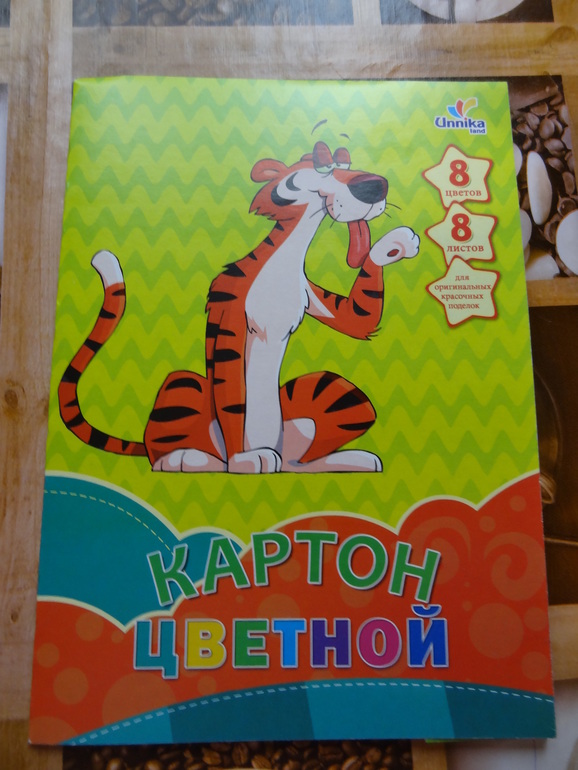 Unnika
land
8
цветов
8
листов
для
оригинальных
красочных
поделок
КАРТОН
ЦВЕТНОЙ